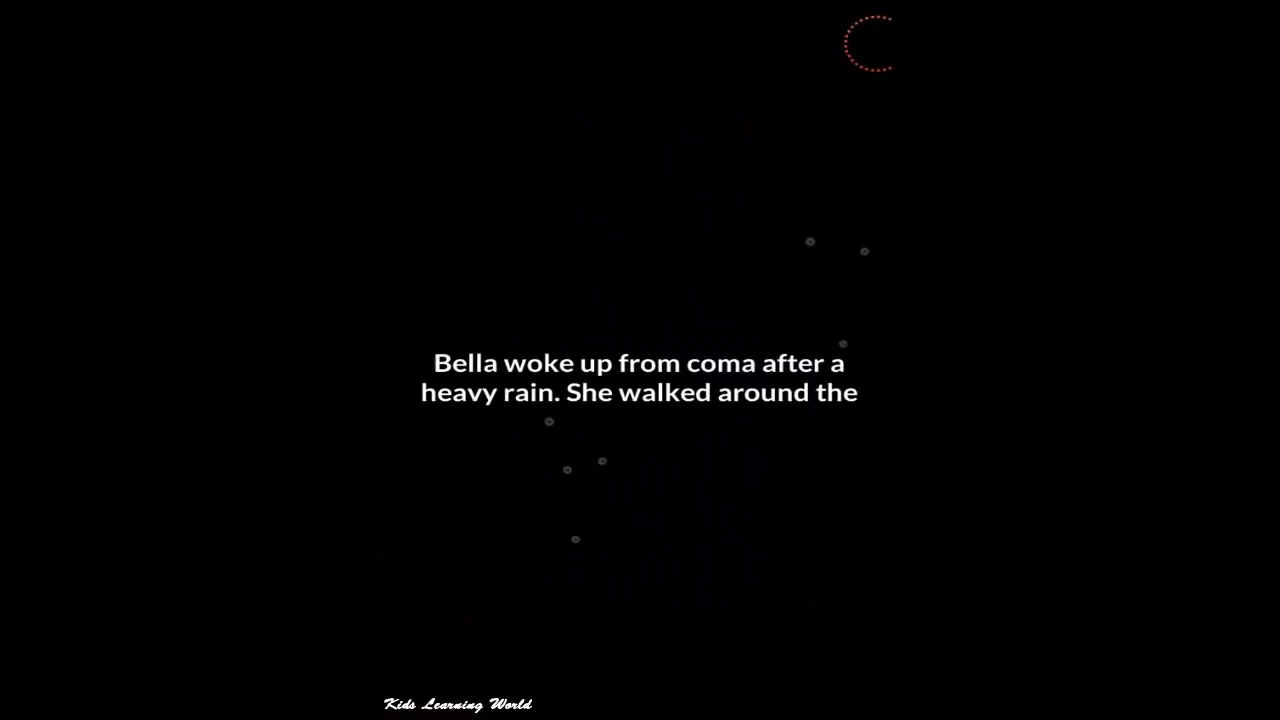 Bella woke up from coma after a
heavy rain. She walked around the
Kids Learning World